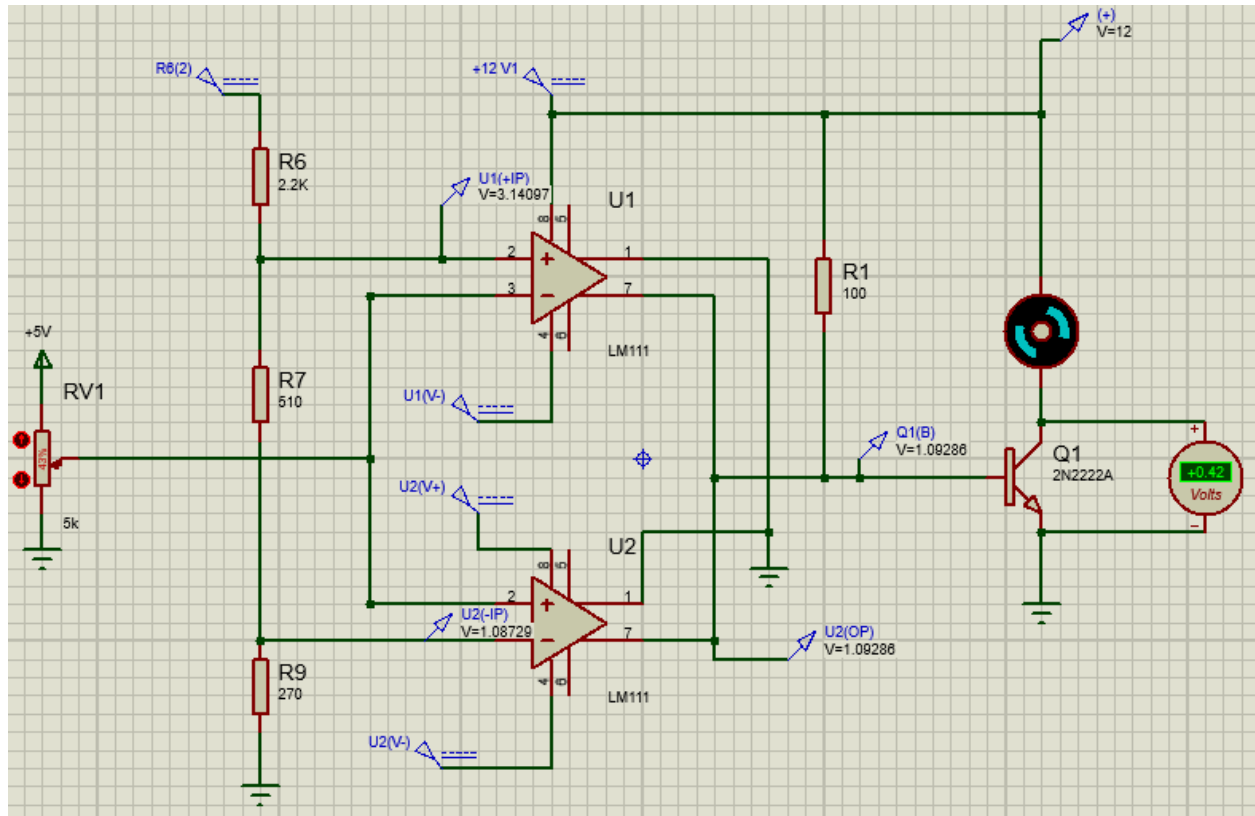 (+)
V=12
R6(2)
+12 V1
R6
2.2K
U1(+IP)
V=3.14097
U1
8
5
2
+
1
3
−
7
4
6
LM111
R1
100
+5V
RV1
43%
5k
R7
510
U1(V-)
U2(V+)
Q1(B)
V=1.09286
Q1
2N2222A
+
+0.42
Volts
−
U2
8
5
2
+
1
−
7
4
6
LM111
U2(-IP)
V=1.08729
U2(OP)
V=1.09286
R9
270
U2(V-)